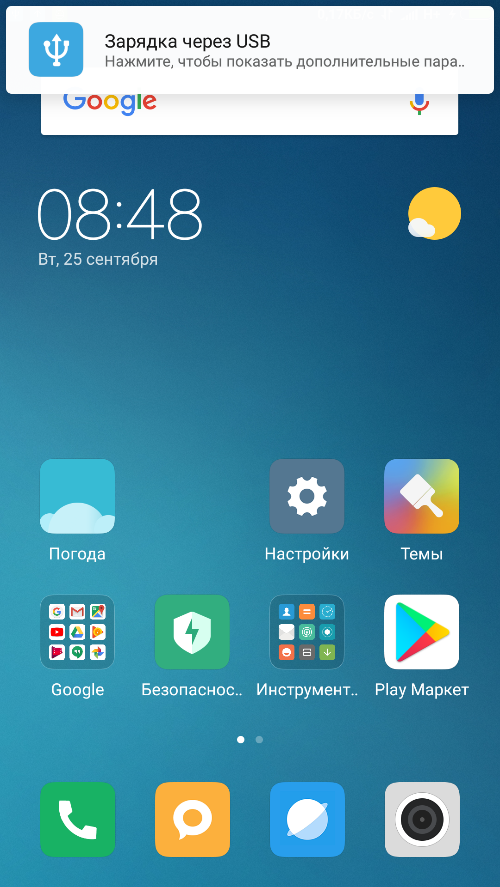 Зарядка через USB
Нажмите, чтобы показать дополнительные пара..
Google
08:48
Вт, 25 сентября
Погода
Настройки
Темы
Google
Безопаснос..
Инструмент..
Play Маркет